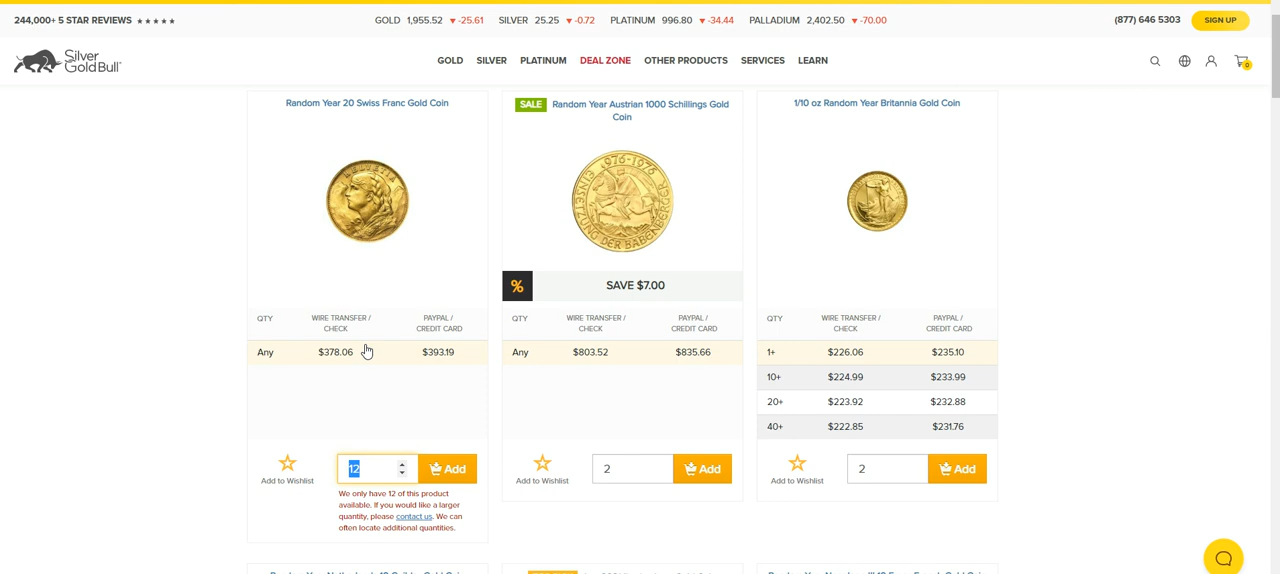 244,000+ 5 STAR REVIEWS ★★★★★ GOLD 1,955.52 ▼-25.61 SILVER 25.25 ▼-0.72 PLATINUM 996.80 ▼-34.44 PALLADIUM 2,402.50 ▼-70.00 (877) 646 5303 SIGN UP
Silver
Gold Bull
GOLD SILVER PLATINUM DEAL ZONE OTHER PRODUCTS SERVICES LEARN 0
Random Year 20 Swiss Franc Gold Coin
HELVETIA
QTY WIRE TRANSFER / CHECK PAYPAL / CREDIT CARD
Any $378.06 $393.19
Add to Wishlist
12
Add
We only have 12 of this product
available. If you would like a larger
quantity, please contact us. We can
often locate additional quantities.
SALE Random Year Austrian 1000 Schillings Gold
Coin
976-1976 EINSETZUNG DER BABENBERGER
% SAVE $7.00
QTY WIRE TRANSFER / CHECK PAYPAL / CREDIT CARD
Any $803.52 $835.66
Add to Wishlist
2
Add
1/10 oz Random Year Britannia Gold Coin
QTY WIRE TRANSFER / CHECK PAYPAL / CREDIT CARD
1+ $226.06 $235.10
10+ $224.99 $233.99
20+ $223.92 $232.88
40+ $222.85 $231.76
Add to Wishlist
2
Add